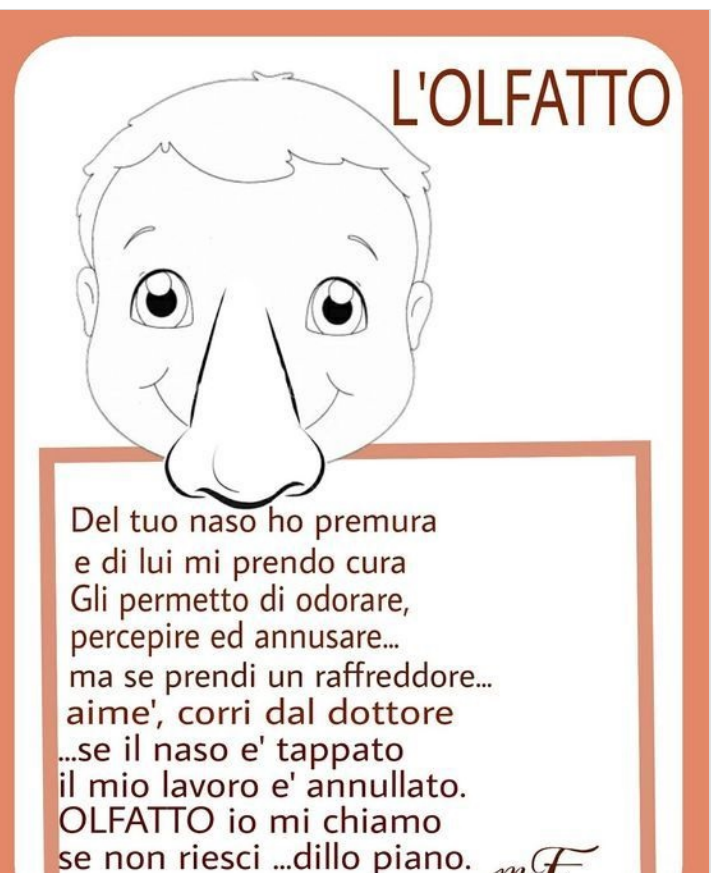 L'OLFATTO
Del tuo naso ho premura
e di lui mi prendo cura
Gli permetto di odorare,
percepire ed annusare...
ma se prendi un raffreddore...
aime', corri dal dottore
...se il naso e' tappato
il mio lavoro e' annullato.
OLFATTO io mi chiamo
se non riesci ...dillo piano.